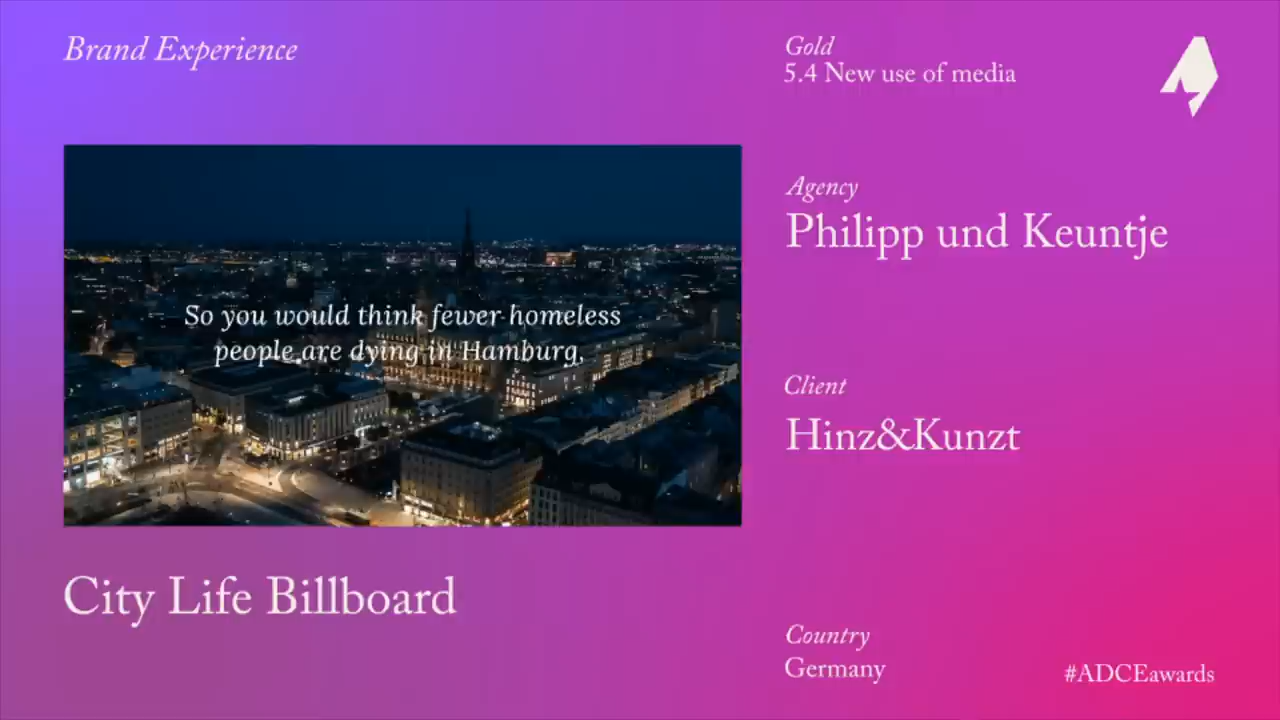 Brand Experience
Gold
5.4 New use of media
So you would think fewer homeless
people are dying in Hamburg,
City Life Billboard
Agency
Philipp und Keuntje
Client
Hinz&Kunzt
Country
Germany
#ADCEawards